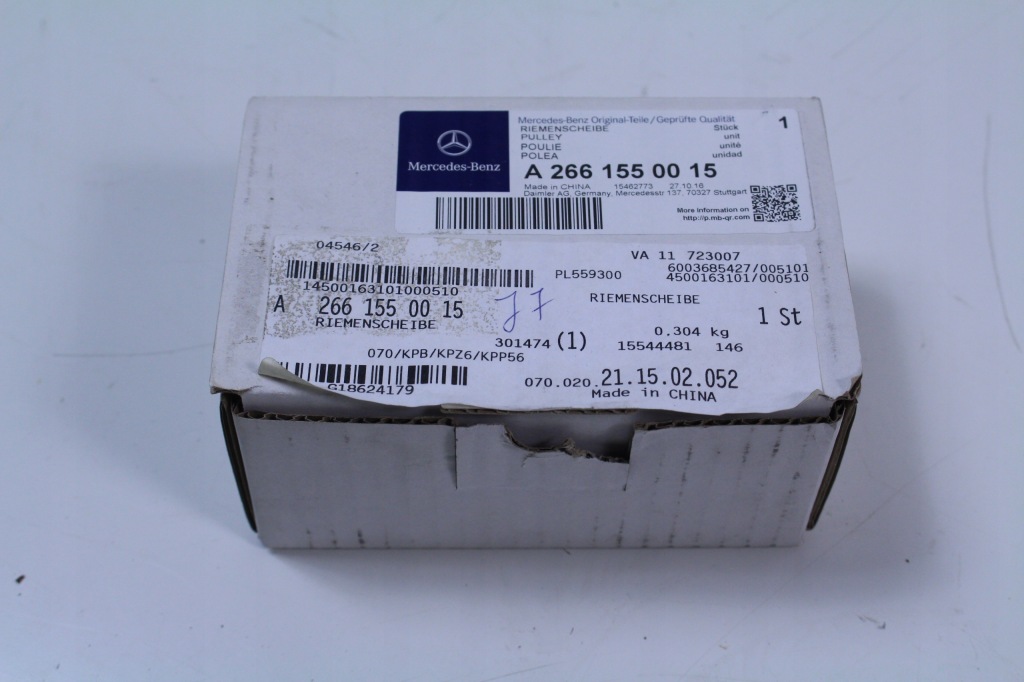 Mercedes-Benz
Mercedes-Benz Original-Teile/Geprüfte Qualität
RIEMENSCHEIBE Stück 1
PULLEY unit
POULIE unité
POLEA unidad
A 266 155 00 15
Made in CHINA 15462773 27.10.16
Daimler AG, Germany, Mercedesstr 137, 70327 Stuttgart
More information on
http://p.mb-qr.com
04546/2
VA 11 723007
PL559300 6003685427/005101
4500163101/000510
14500163101000510
A 266 155 00 15
RIEMENSCHEIBE
J7
RIEMENSCHEIBE
1 St
0.304 kg
301474 (1) 15544481 146
070/KPB/KPZ6/KPP56
G18624179
070.020.21.15.02.052
Made in CHINA